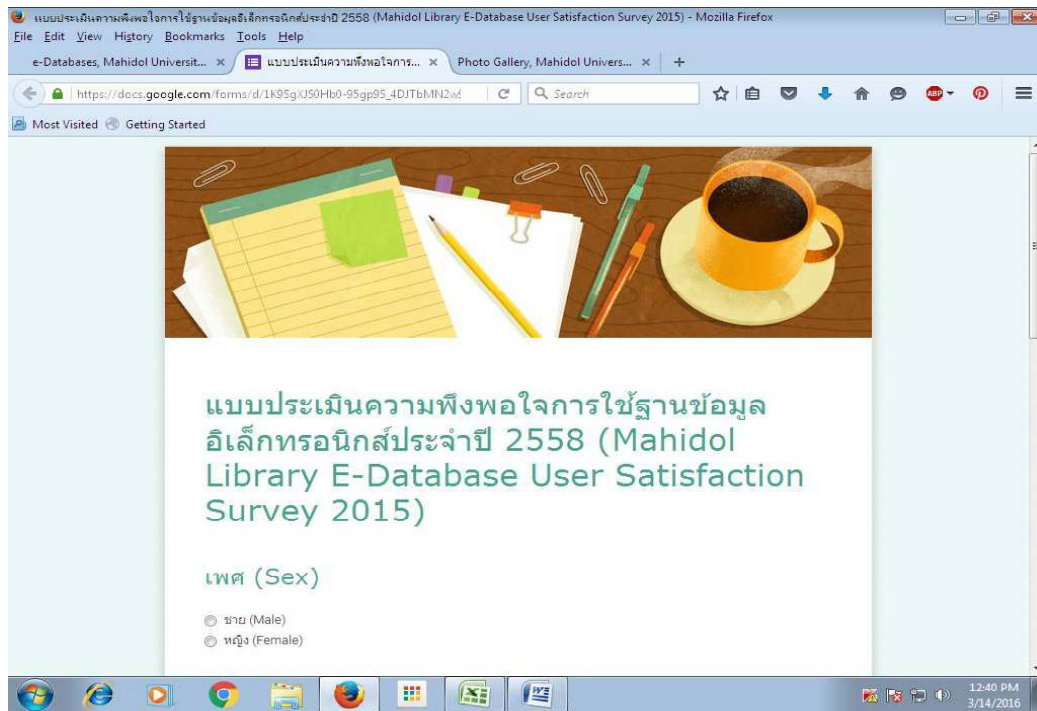 แบบประเมินความพึงพอใจการใช้ฐานข้อมูลอิเล็กทรอนิกส์ประจำปี 2558 (Mahidol Library E-Database User Satisfaction Survey 2015) - Mozilla Firefox
File Edit View History Bookmarks Tools Help
e-Databases, Mahidol Universit... × แบบประเมินความพึงพอใจการ... × Photo Gallery, Mahidol Univers... × +
https://docs.google.com/forms/d/ Search ABP
Most Visited Getting Started
แบบประเมินความพึงพอใจการใช้ฐานข้อมูล
อิเล็กทรอนิกส์ประจำปี 2558 (Mahidol
Library E-Database User Satisfaction
Survey 2015)
เพศ (Sex)
ชาย (Male)
หญิง (Female)
12:40 PM
3/14/2016